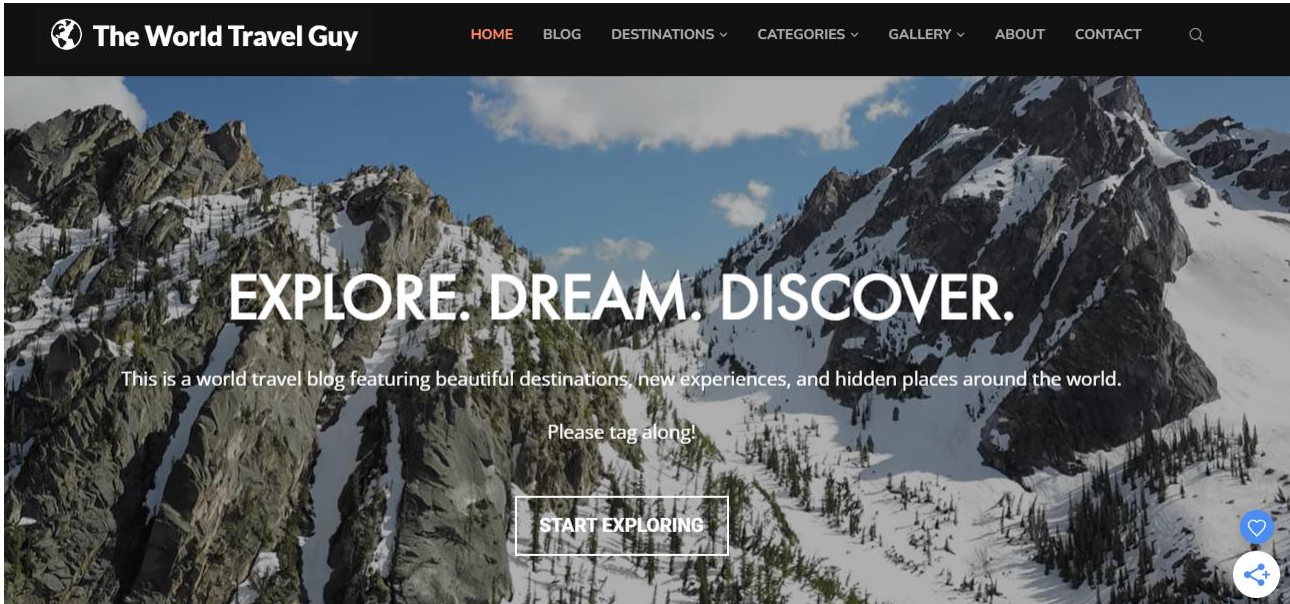 The World Travel Guy
HOME BLOG DESTINATIONS CATEGORIES GALLERY ABOUT CONTACT
EXPLORE. DREAM. DISCOVER.
This is a world travel blog featuring beautiful destinations, new experiences, and hidden places around the world.
Please tag along!
START EXPLORING